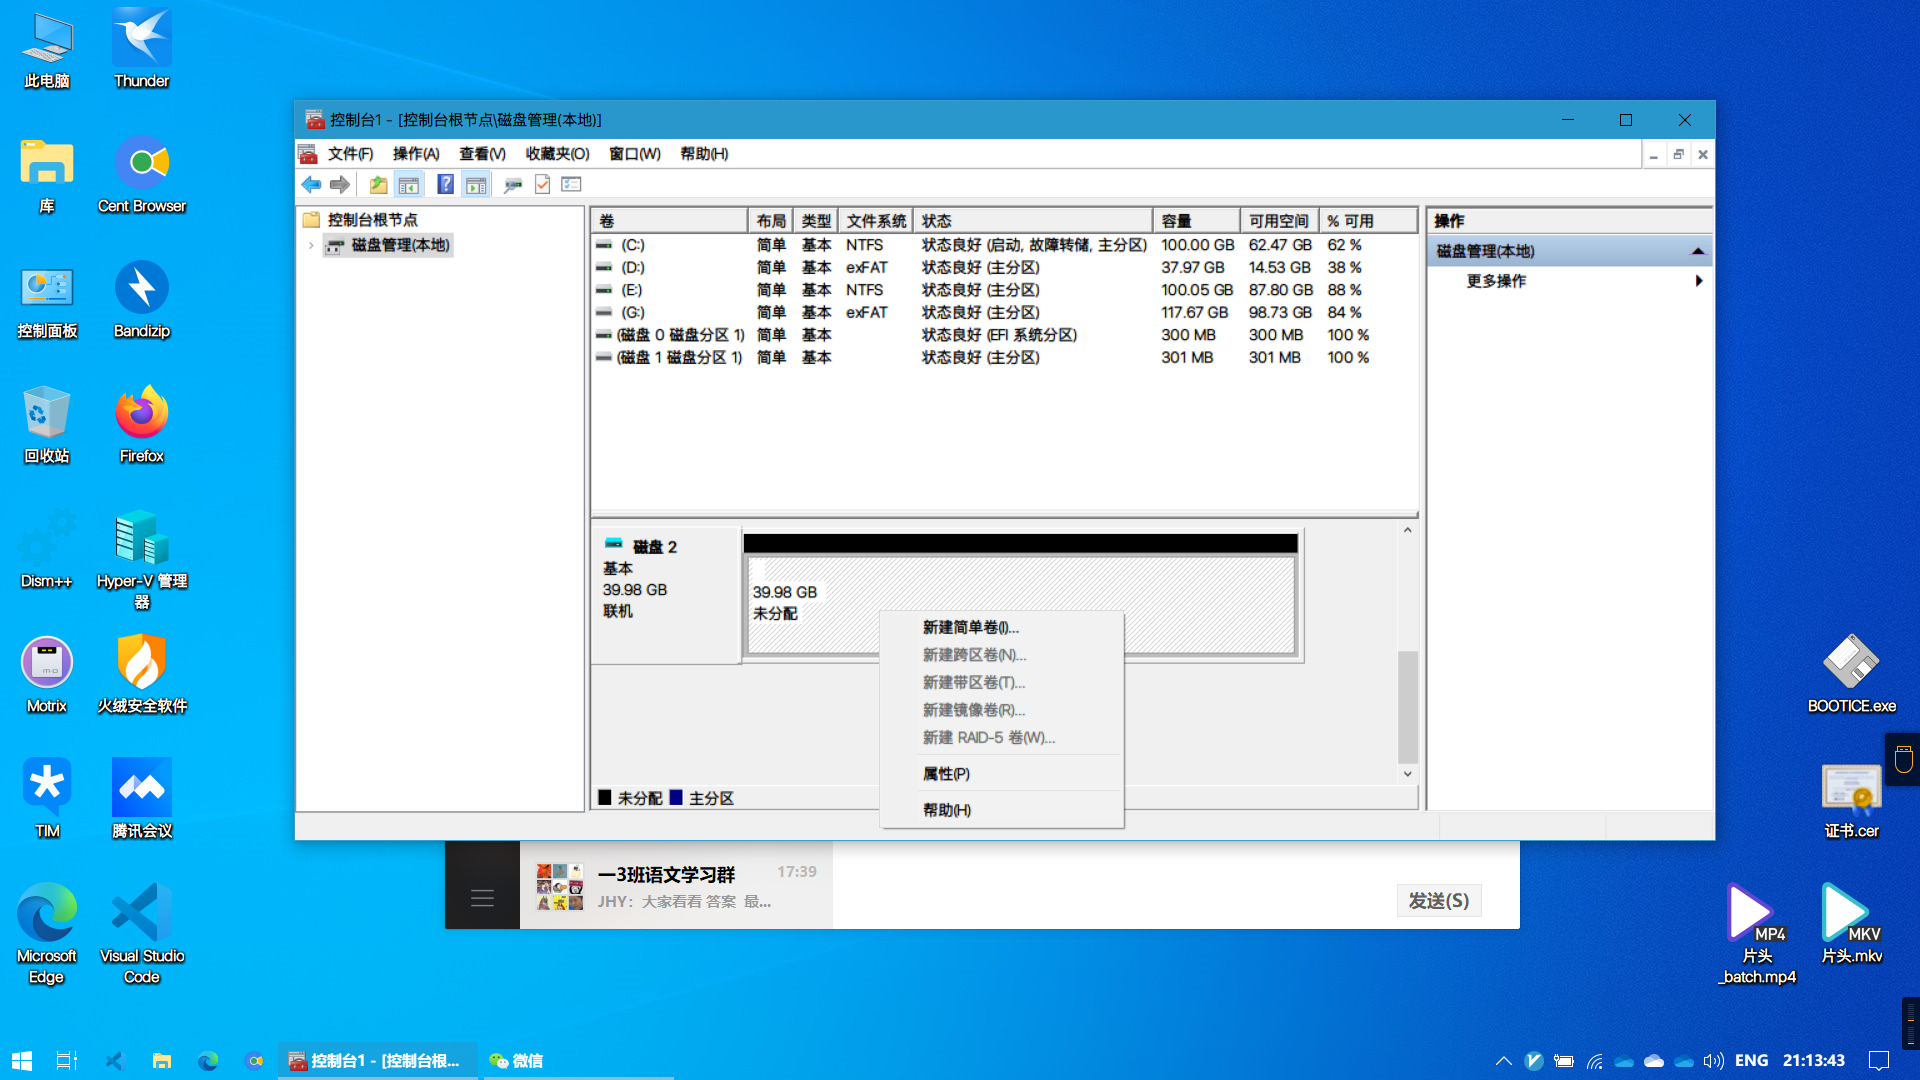 此电脑
Thunder
库
Cent Browser
控制面板
Bandizip
回收站
Firefox
Dism++
Hyper-V 管理
器
Motrix
火绒安全软件
TIM
腾讯会议
Microsoft
Edge
Visual Studio
Code
控制台1 - [控制台根节点\磁盘管理(本地)]
文件(F) 操作(A) 查看(V) 收藏夹(O) 窗口(W) 帮助(H)
控制台根节点
磁盘管理(本地)
卷 布局 类型 文件系统 状态 容量 可用空间 % 可用
(C:) 简单 基本 NTFS 状态良好 (启动, 故障转储, 主分区) 100.00 GB 62.47 GB 62 %
(D:) 简单 基本 exFAT 状态良好 (主分区) 37.97 GB 14.53 GB 38 %
(E:) 简单 基本 NTFS 状态良好 (主分区) 100.05 GB 87.80 GB 88 %
(G:) 简单 基本 exFAT 状态良好 (主分区) 117.67 GB 98.73 GB 84 %
(磁盘 0 磁盘分区 1) 简单 基本 状态良好 (EFI 系统分区) 300 MB 300 MB 100 %
(磁盘 1 磁盘分区 1) 简单 基本 状态良好 (主分区) 301 MB 301 MB 100 %
磁盘 2
基本
39.98 GB
联机
39.98 GB
未分配
新建简单卷(I)...
新建跨区卷(N)...
新建带区卷(T)...
新建镜像卷(R)...
新建 RAID-5 卷(W)...
属性(P)
帮助(H)
未分配 主分区
操作
磁盘管理(本地)
更多操作
一3班语文学习群 17:39
JHY: 大家看看 答案 最...
发送(S)
BOOTICE.exe
证书.cer
MP4
片头
_batch.mp4
MKV
片头.mkv
控制台1 - [控制台根...
微信
ENG 21:13:43